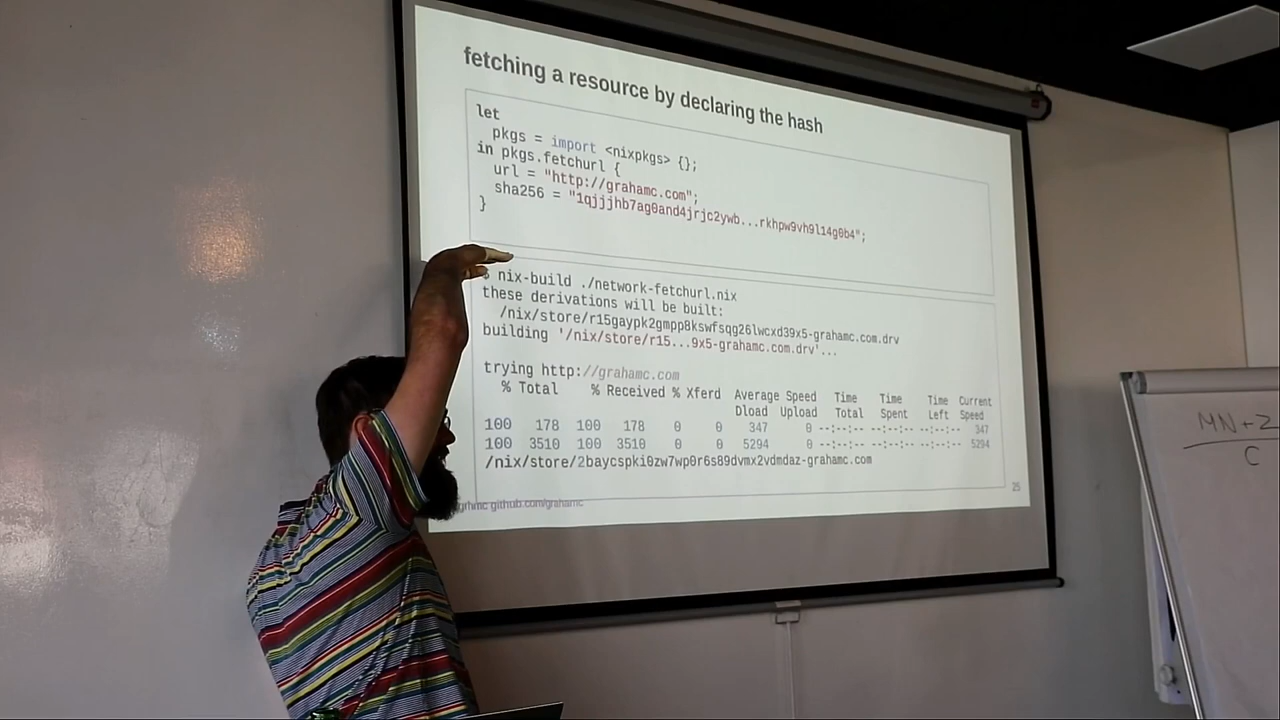 fetching a resource by declaring the hash
let
pkgs = import <nixpkgs> {};
in pkgs.fetchurl {
url = "http://grahamc.com";
sha256 = "1qjjjhb7ag0and4jrjc2ywb...rkhpw9vh9l14g0b4";
}
$ nix-build ./network-fetchurl.nix
these derivations will be built:
/nix/store/r15gaypk2gmpp8kswfsqg26lwcxd39x5-grahamc.com.drv
building '/nix/store/r15...9x5-grahamc.com.drv'...
trying http://grahamc.com
% Total % Received % Xferd Average Speed Time Time Time Current
Dload Upload Total Spent Left Speed
100 178 100 178 0 0 347 0 --:--:-- --:--:-- --:--:-- 347
100 3510 100 3510 0 0 5294 0 --:--:-- --:--:-- --:--:-- 5294
/nix/store/2baycspki0zw7wp0r6s89dvmx2vdmdaz-grahamc.com
grhmc github.com/grahamc
25
MN+2
C